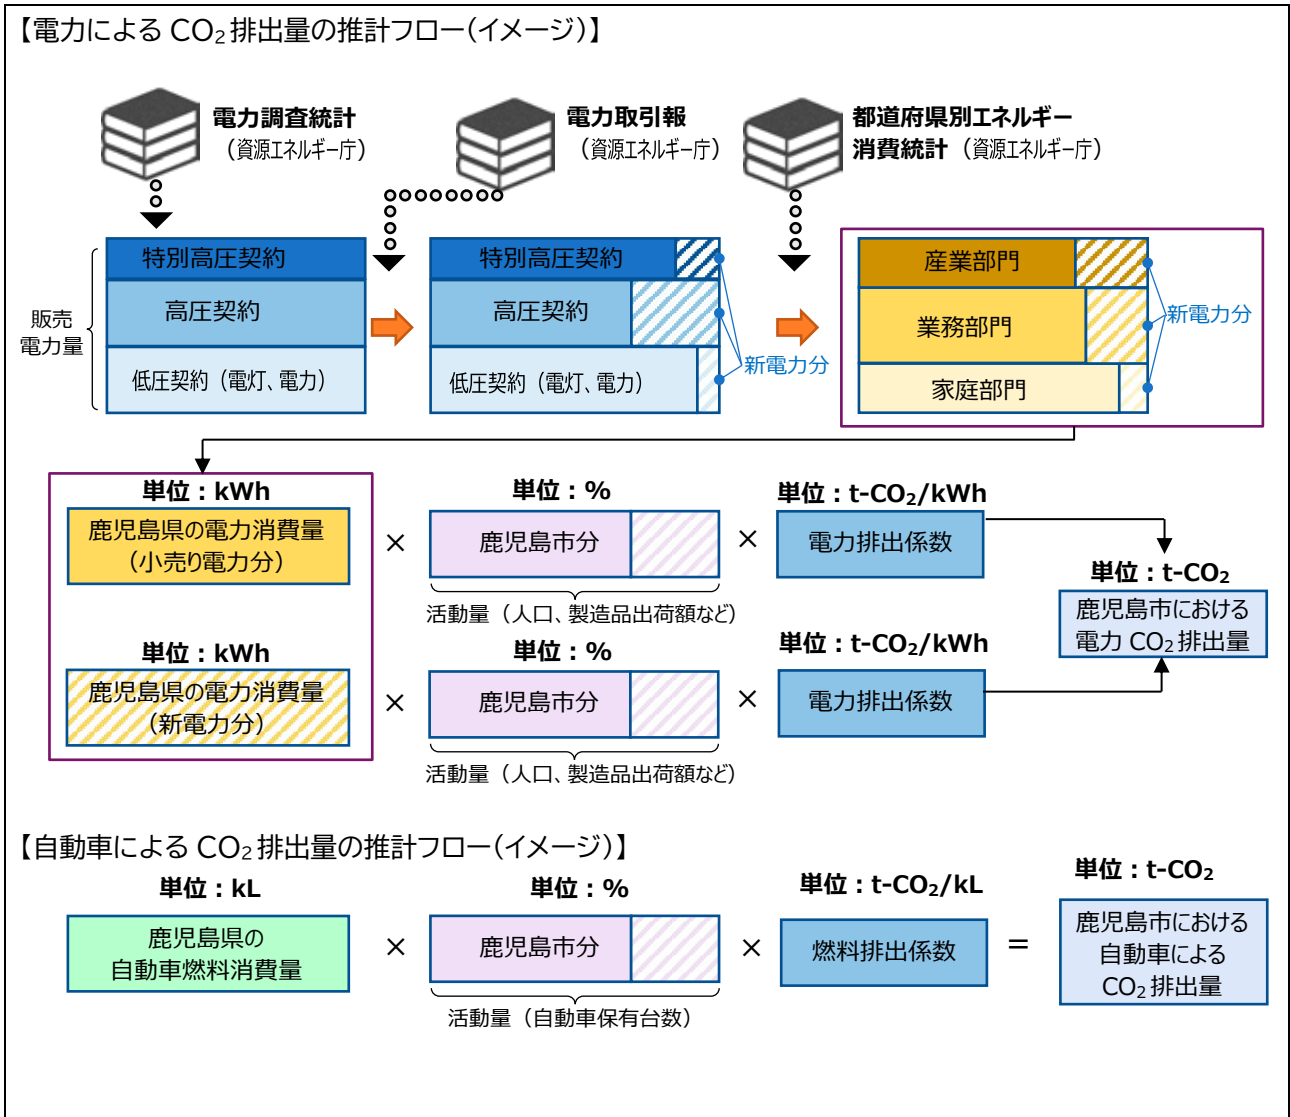 【電力による CO₂排出量の推計フロー(イメージ)】
電力調査統計
（資源エネルギー庁）
電力取引報
（資源エネルギー庁）
都道府県別エネルギー
消費統計（資源エネルギー庁）
販売
電力量
特別高圧契約
高圧契約
低圧契約（電灯、電力）
特別高圧契約
高圧契約
低圧契約（電灯、電力）
新電力分
産業部門
業務部門
家庭部門
新電力分
単位：kWh
鹿児島県の電力消費量
（小売り電力分）
×
単位：%
鹿児島市分
活動量（人口、製造品出荷額など）
×
単位：t-CO₂/kWh
電力排出係数
単位：t-CO₂
鹿児島市における
電力 CO₂排出量
単位：kWh
鹿児島県の電力消費量
（新電力分）
×
単位：%
鹿児島市分
活動量（人口、製造品出荷額など）
×
単位：t-CO₂/kWh
電力排出係数
【自動車による CO₂排出量の推計フロー(イメージ)】
単位：kL
鹿児島県の
自動車燃料消費量
×
単位：%
鹿児島市分
活動量（自動車保有台数）
×
単位：t-CO₂/kL
燃料排出係数
＝
単位：t-CO₂
鹿児島市における
自動車による
CO₂排出量